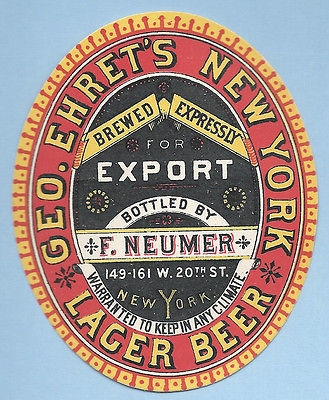 GEO. EHRET'S NEW YORK
LAGER BEER
BREWED EXPRESSLY
FOR
EXPORT
BOTTLED BY
F. NEUMER
149-161 W. 20TH ST.
NEW YORK.
WARRANTED TO KEEP IN ANY CLIMATE.